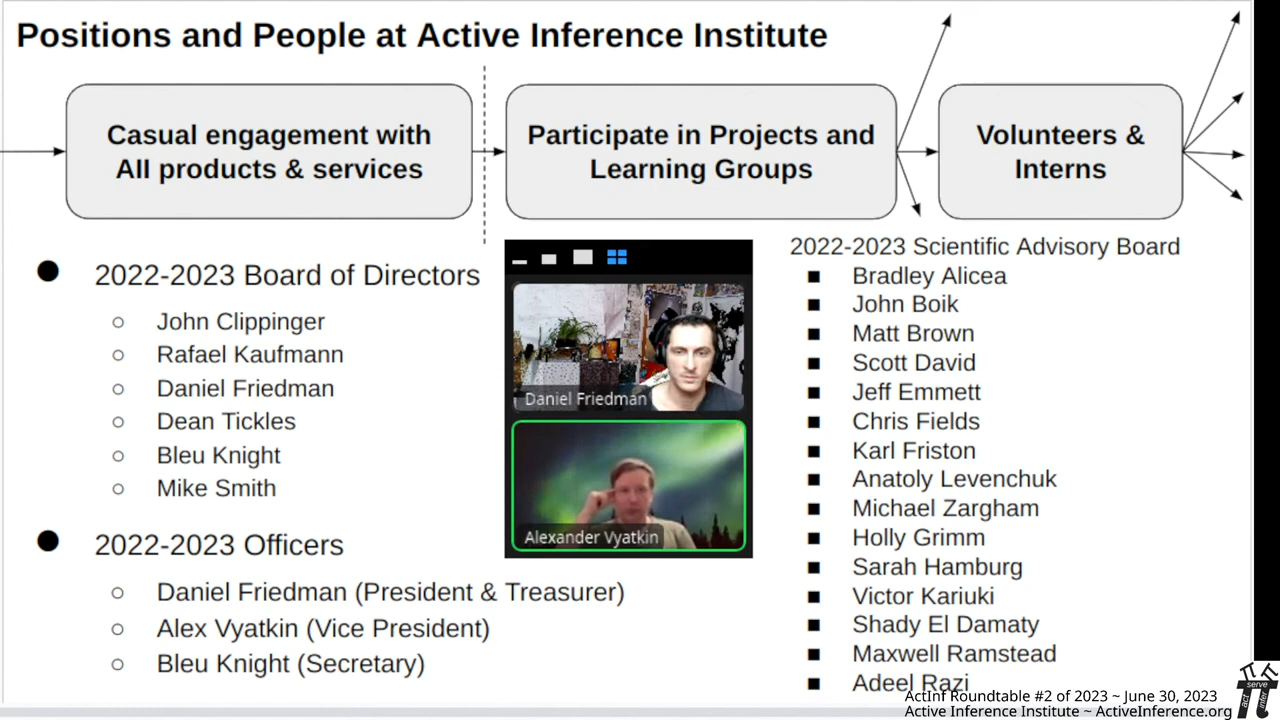 Positions and People at Active Inference Institute
Casual engagement with
All products & services
Participate in Projects and
Learning Groups
Volunteers &
Interns
2022-2023 Board of Directors
John Clippinger
Rafael Kaufmann
Daniel Friedman
Dean Tickles
Bleu Knight
Mike Smith
2022-2023 Officers
Daniel Friedman (President & Treasurer)
Alex Vyatkin (Vice President)
Bleu Knight (Secretary)
Daniel Friedman
Alexander Vyatkin
2022-2023 Scientific Advisory Board
Bradley Alicea
John Boik
Matt Brown
Scott David
Jeff Emmett
Chris Fields
Karl Friston
Anatoly Levenchuk
Michael Zargham
Holly Grimm
Sarah Hamburg
Victor Kariuki
Shady El Damaty
Maxwell Ramstead
Adeel Razi
ActInf Roundtable #2 of 2023 ~ June 30, 2023
Active Inference Institute ~ ActiveInference.org
serve
act
infer